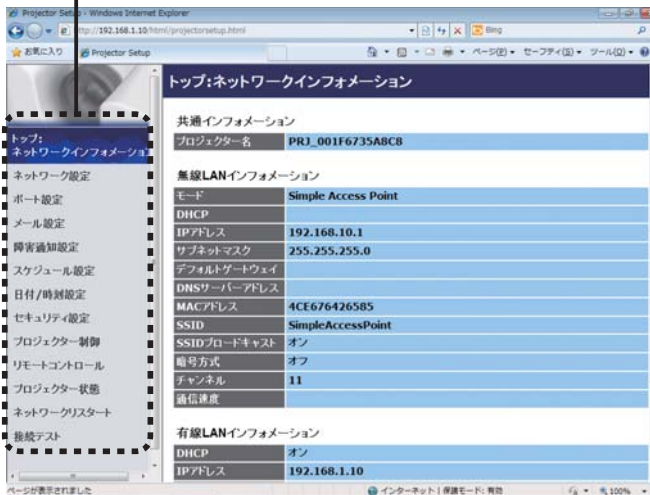 Projector Setup - Windows Internet Explorer
http://192.168.1.10/html/projectorsetup.html
Bing
お気に入り
Projector Setup
ページ(P)
セーフティ(S)
ツール(O)
トップ:
ネットワークインフォメーショ
ネットワーク設定
ポート設定
メール設定
障害通知設定
スケジュール設定
日付/時刻設定
セキュリティ設定
プロジェクター制御
リモートコントロール
プロジェクター状態
ネットワークリスタート
接続テスト
トップ:ネットワークインフォメーション
共通インフォメーション
プロジェクター名 PRJ_001F6735A8C8
無線LANインフォメーション
モード Simple Access Point
DHCP
IPアドレス 192.168.10.1
サブネットマスク 255.255.255.0
デフォルトゲートウェイ
DNSサーバーアドレス
MACアドレス 4CE676426585
SSID SimpleAccessPoint
SSIDブロードキャスト オン
暗号方式 オフ
チャンネル 11
通信速度
有線LANインフォメーション
DHCP オン
IPアドレス 192.168.1.10
ページが表示されました
インターネット | 保護モード: 有効
100%